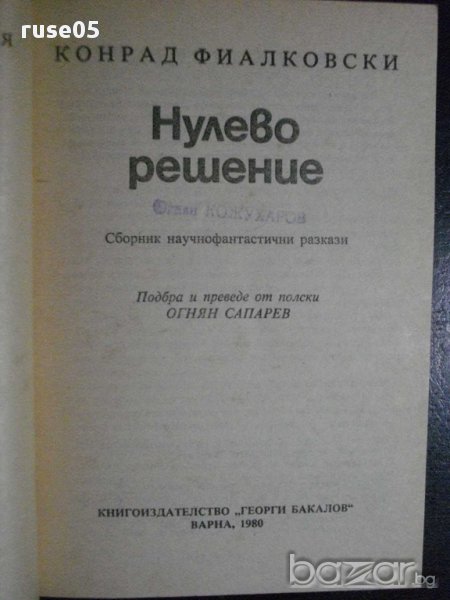 ruse05
Я
КОНРАД ФИАЛКОВСКИ
Нулево
решение
КОЖУХАРОВ
Сборник научнофантастични разкази
Подбра и преведе от полски
ОГНЯН САПАРЕВ
КНИГОИЗДАТЕЛСТВО „ГЕОРГИ БАКАЛОВ“
ВАРНА, 1980
bazar.bg